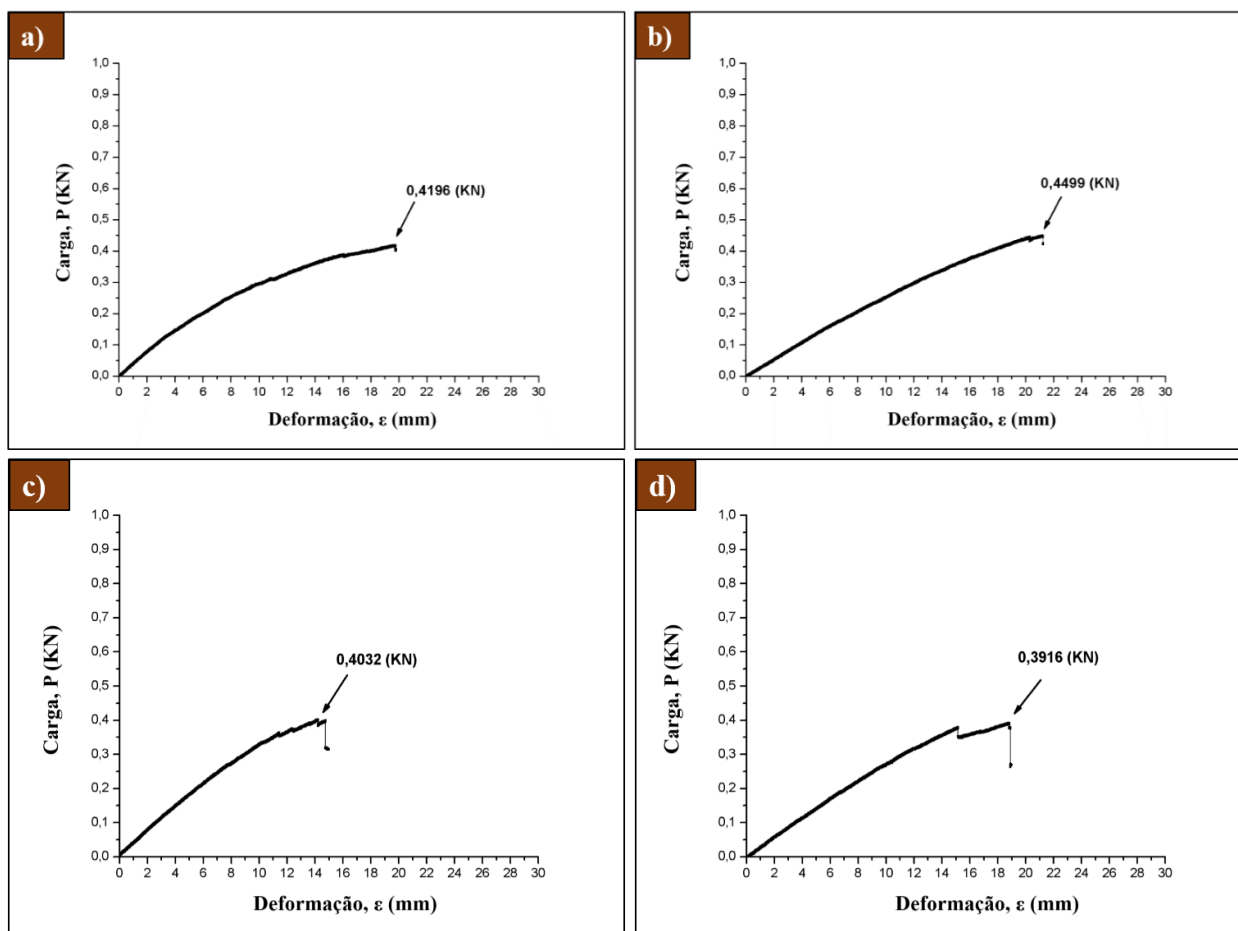 a)
1,0
0,9
0,8
0,7
0,6
0,5
0,4
0,3
0,2
0,1
0,0
Carga, P (KN)
0,4196 (KN)
0 2 4 6 8 10 12 14 16 18 20 22 24 26 28 30
Deformação, ε (mm)
b)
1,0
0,9
0,8
0,7
0,6
0,5
0,4
0,3
0,2
0,1
0,0
Carga, P (KN)
0,4499 (KN)
0 2 4 6 8 10 12 14 16 18 20 22 24 26 28 30
Deformação, ε (mm)
c)
1,0
0,9
0,8
0,7
0,6
0,5
0,4
0,3
0,2
0,1
0,0
Carga, P (KN)
0,4032 (KN)
0 2 4 6 8 10 12 14 16 18 20 22 24 26 28 30
Deformação, ε (mm)
d)
1,0
0,9
0,8
0,7
0,6
0,5
0,4
0,3
0,2
0,1
0,0
Carga, P (KN)
0,3916 (KN)
0 2 4 6 8 10 12 14 16 18 20 22 24 26 28 30
Deformação, ε (mm)